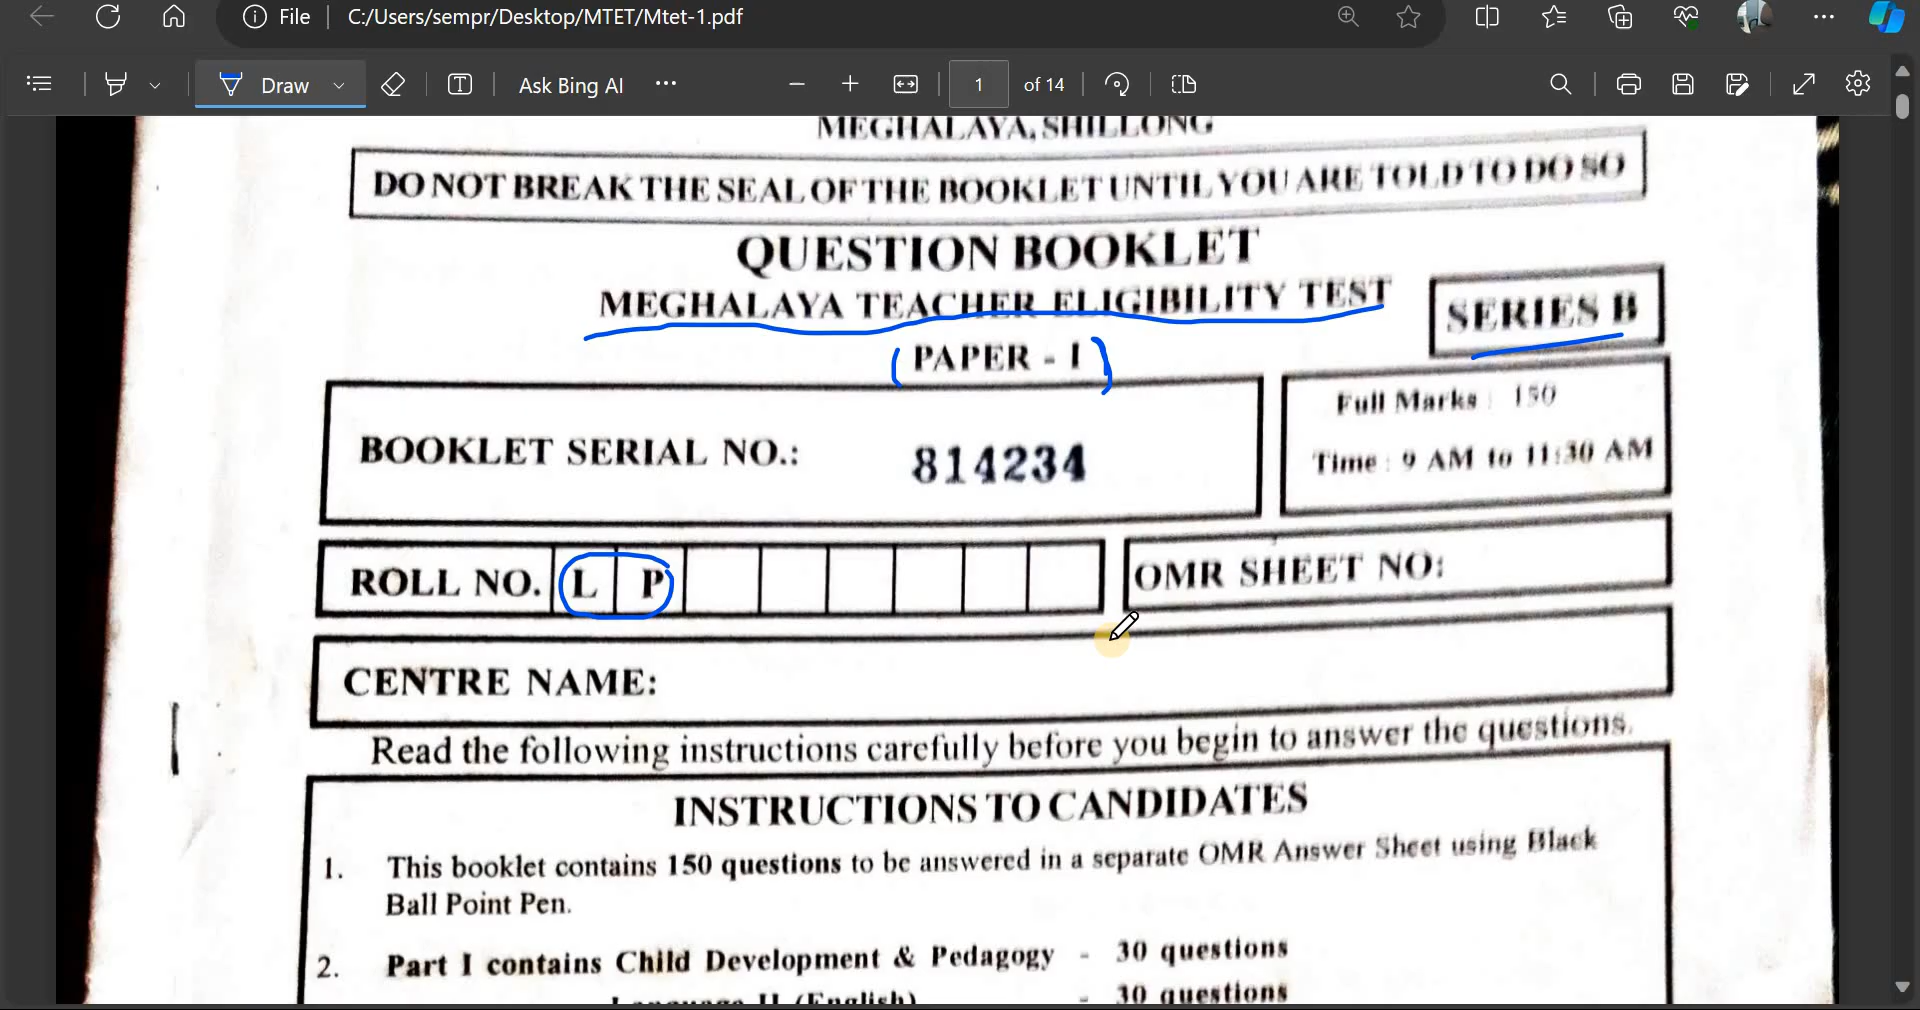 File C:/Users/sempr/Desktop/MTET/Mtet-1.pdf
Draw Ask Bing AI 1 of 14
MEGHALAYA, SHILLONG
DO NOT BREAK THE SEAL OF THE BOOKLET UNTIL YOU ARE TOLD TO DO SO
QUESTION BOOKLET
MEGHALAYA TEACHER ELIGIBILITY TEST
SERIES B
(PAPER - I)
BOOKLET SERIAL NO.: 814234
Full Marks : 150
Time : 9 AM to 11:30 AM
ROLL NO. L P
OMR SHEET NO:
CENTRE NAME:
Read the following instructions carefully before you begin to answer the questions.
INSTRUCTIONS TO CANDIDATES
1. This booklet contains 150 questions to be answered in a separate OMR Answer Sheet using Black
Ball Point Pen.
2. Part I contains Child Development & Pedagogy - 30 questions
Language II (English) - 30 questions